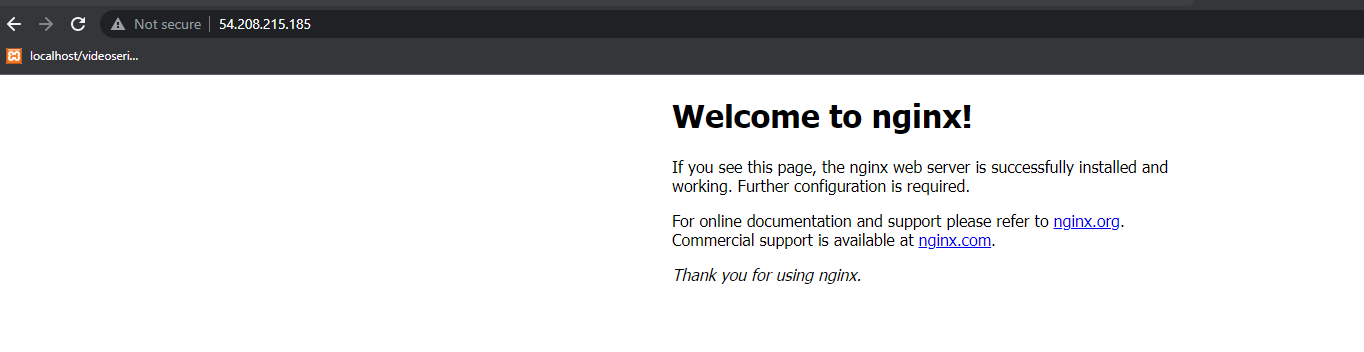 Not secure 54.208.215.185
localhost/videoseri...
Welcome to nginx!
If you see this page, the nginx web server is successfully installed and
working. Further configuration is required.
For online documentation and support please refer to nginx.org.
Commercial support is available at nginx.com.
Thank you for using nginx.